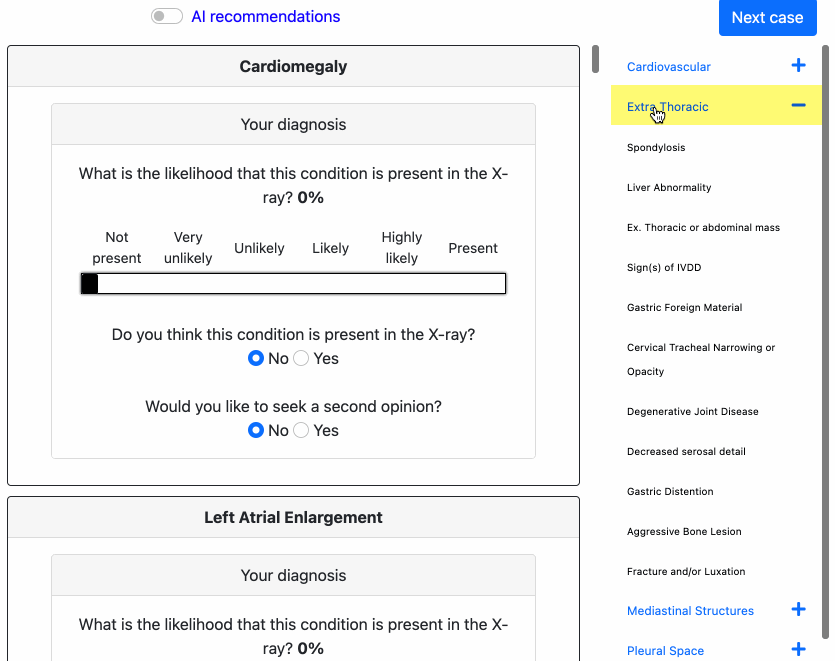 AI recommendations
Next case
Cardiomegaly
Your diagnosis
What is the likelihood that this condition is present in the X-
ray? 0%
Not present
Very unlikely
Unlikely
Likely
Highly likely
Present
Do you think this condition is present in the X-ray?
No Yes
Would you like to seek a second opinion?
No Yes
Left Atrial Enlargement
Your diagnosis
What is the likelihood that this condition is present in the X-
ray? 0%
Cardiovascular
Extra Thoracic
Spondylosis
Liver Abnormality
Ex. Thoracic or abdominal mass
Sign(s) of IVDD
Gastric Foreign Material
Cervical Tracheal Narrowing or
Opacity
Degenerative Joint Disease
Decreased serosal detail
Gastric Distention
Aggressive Bone Lesion
Fracture and/or Luxation
Mediastinal Structures
Pleural Space